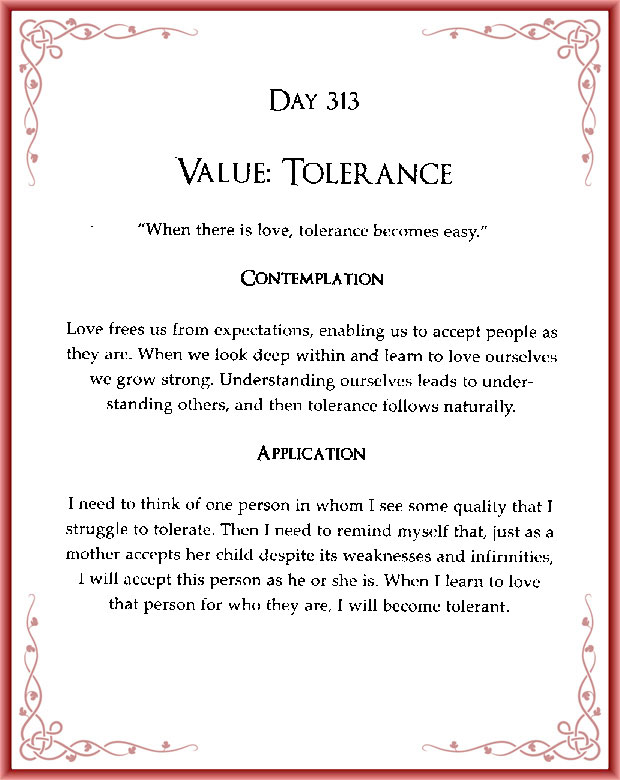 DAY 313
VALUE: TOLERANCE
"When there is love, tolerance becomes easy."
CONTEMPLATION
Love frees us from expectations, enabling us to accept people as
they are. When we look deep within and learn to love ourselves
we grow strong. Understanding ourselves leads to under-
standing others, and then tolerance follows naturally.
APPLICATION
I need to think of one person in whom I see some quality that I
struggle to tolerate. Then I need to remind myself that, just as a
mother accepts her child despite its weaknesses and infirmities,
I will accept this person as he or she is. When I learn to love
that person for who they are, I will become tolerant.